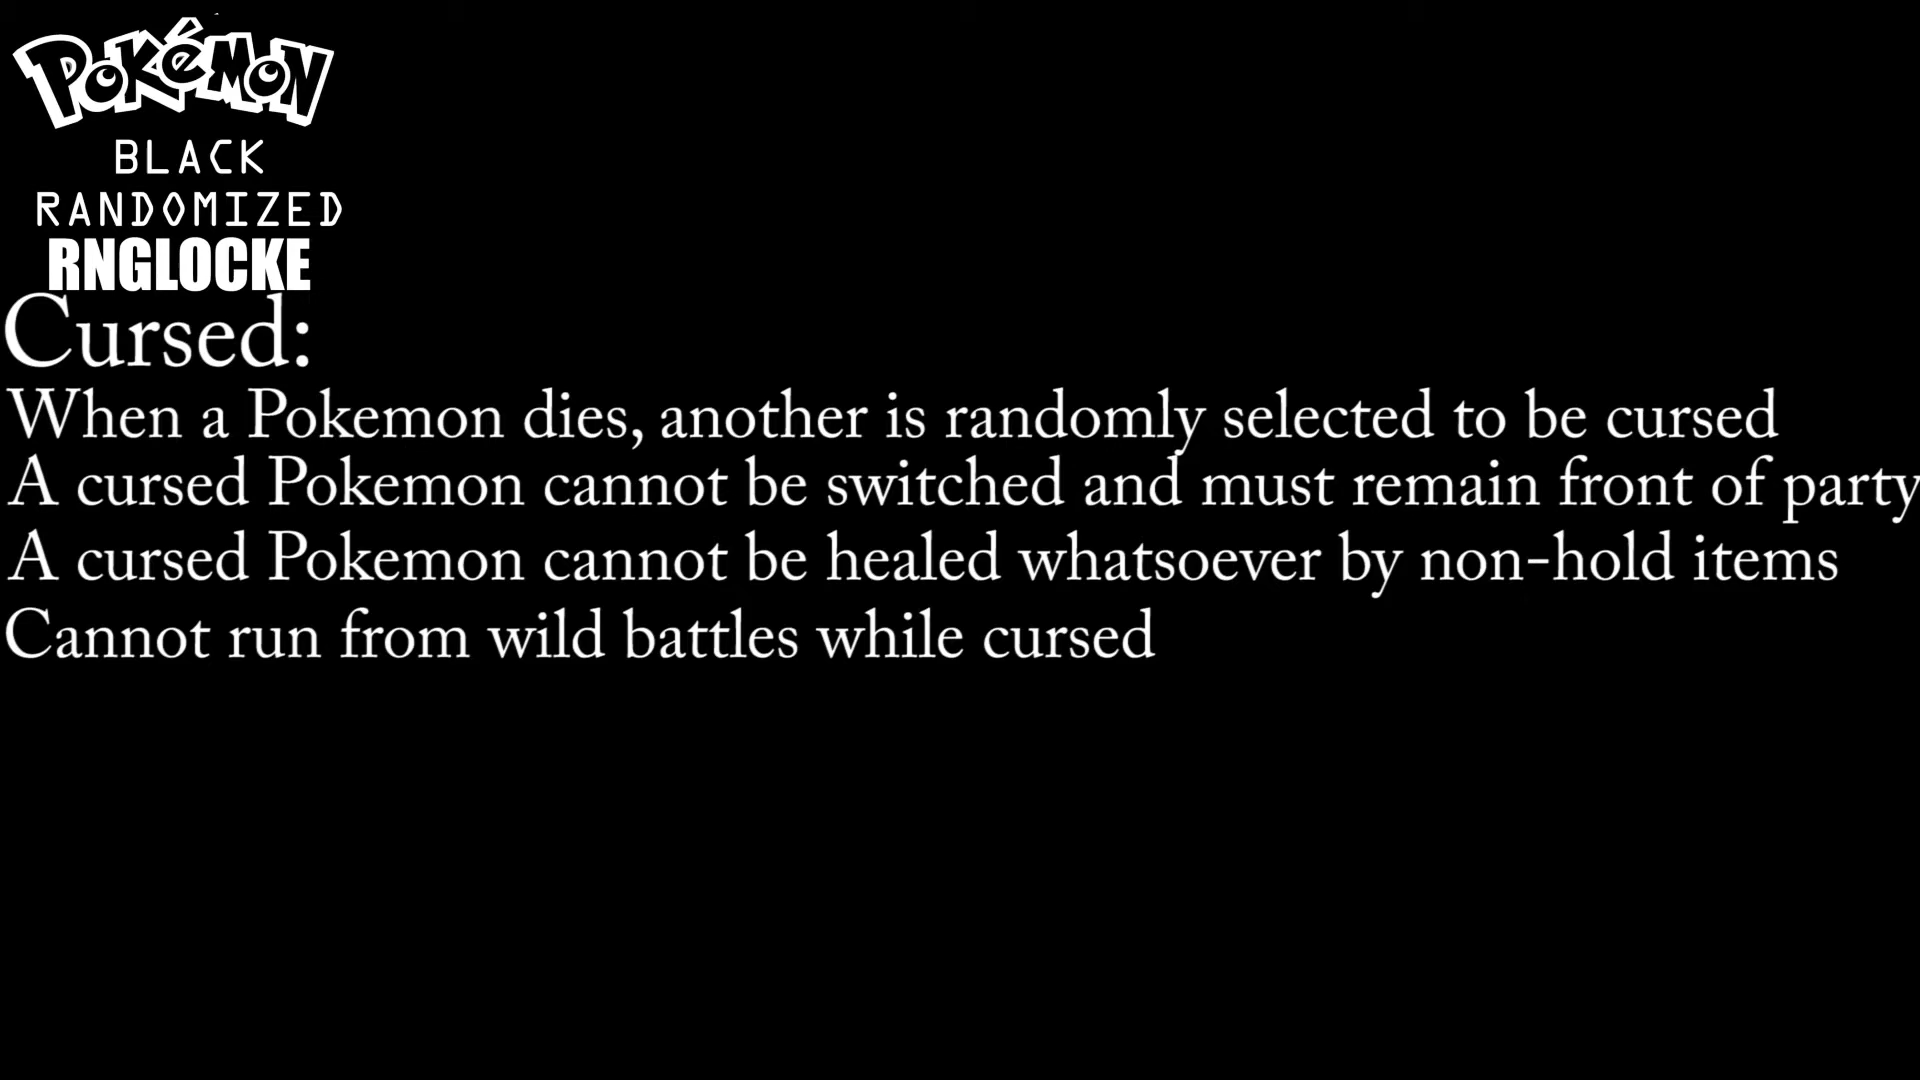 Pokémon
BLACK
RANDOMIZED
RNGLOCKE
Cursed:
When a Pokemon dies, another is randomly selected to be cursed
A cursed Pokemon cannot be switched and must remain front of party
A cursed Pokemon cannot be healed whatsoever by non-hold items
Cannot run from wild battles while cursed